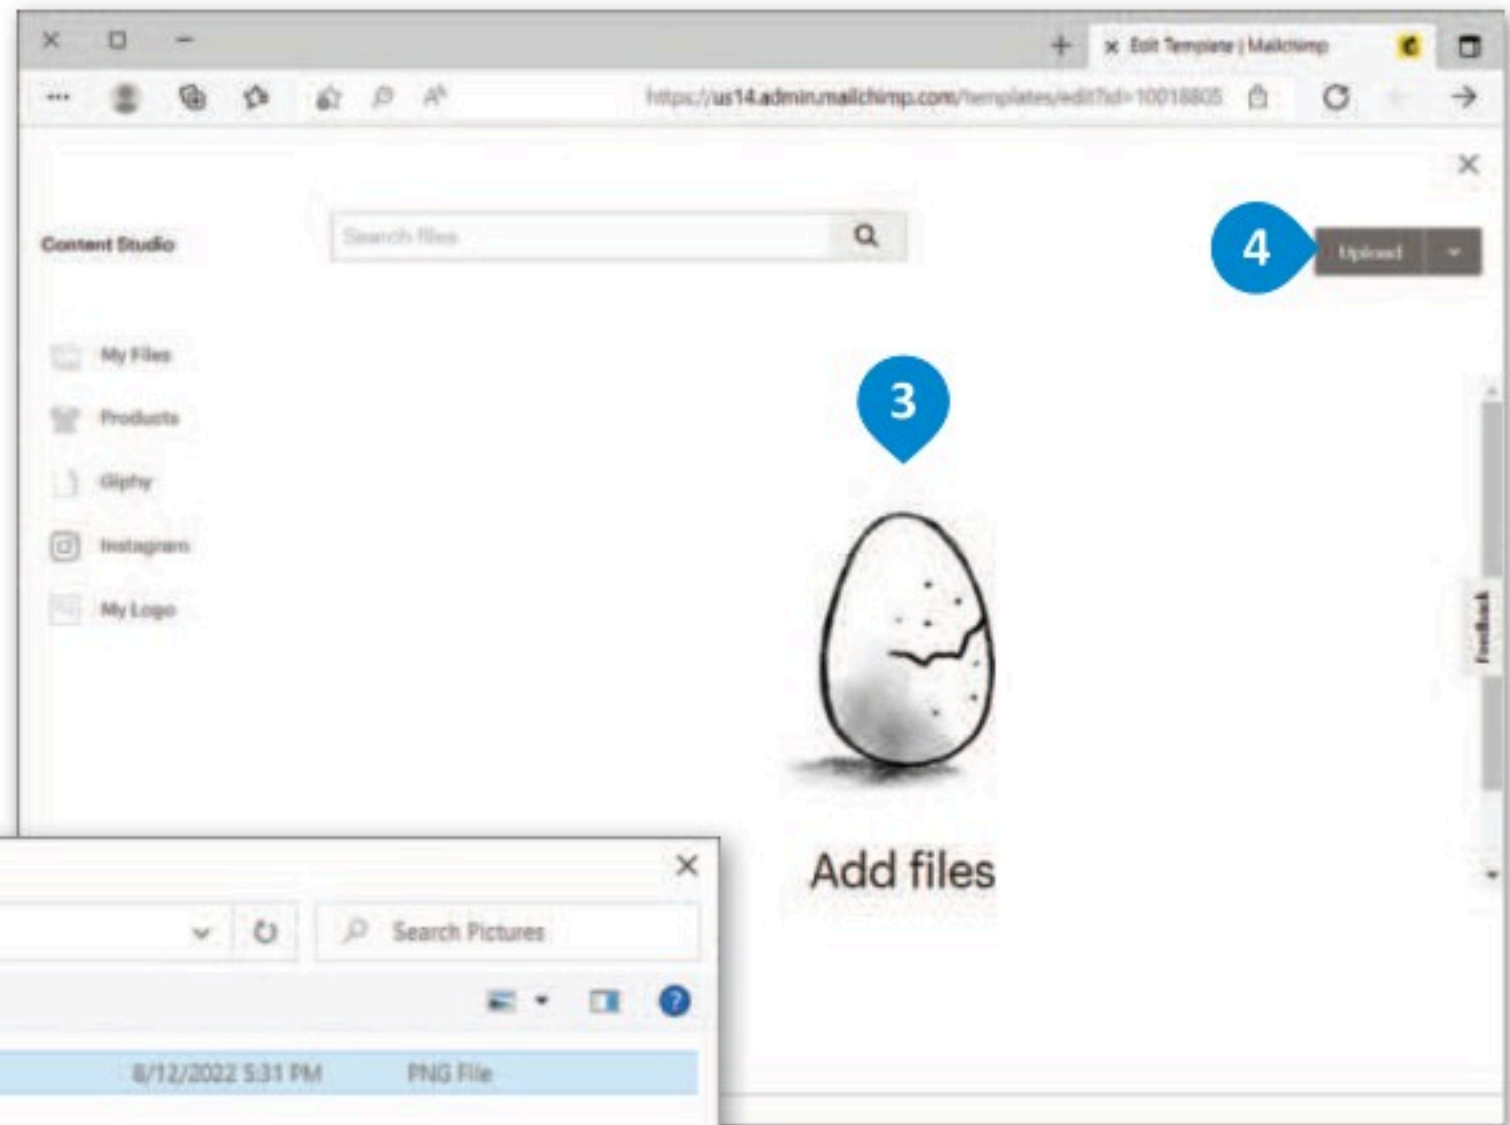 Edit Template | Mailchimp
https://us14.admin.mailchimp.com/templates/edit?id=10018805
Content Studio
Search files
4
Upload
My Files
Products
Giphy
Instagram
My Logo
3
Feedback
Add files
Search Pictures
8/12/2022 5:31 PM PNG File